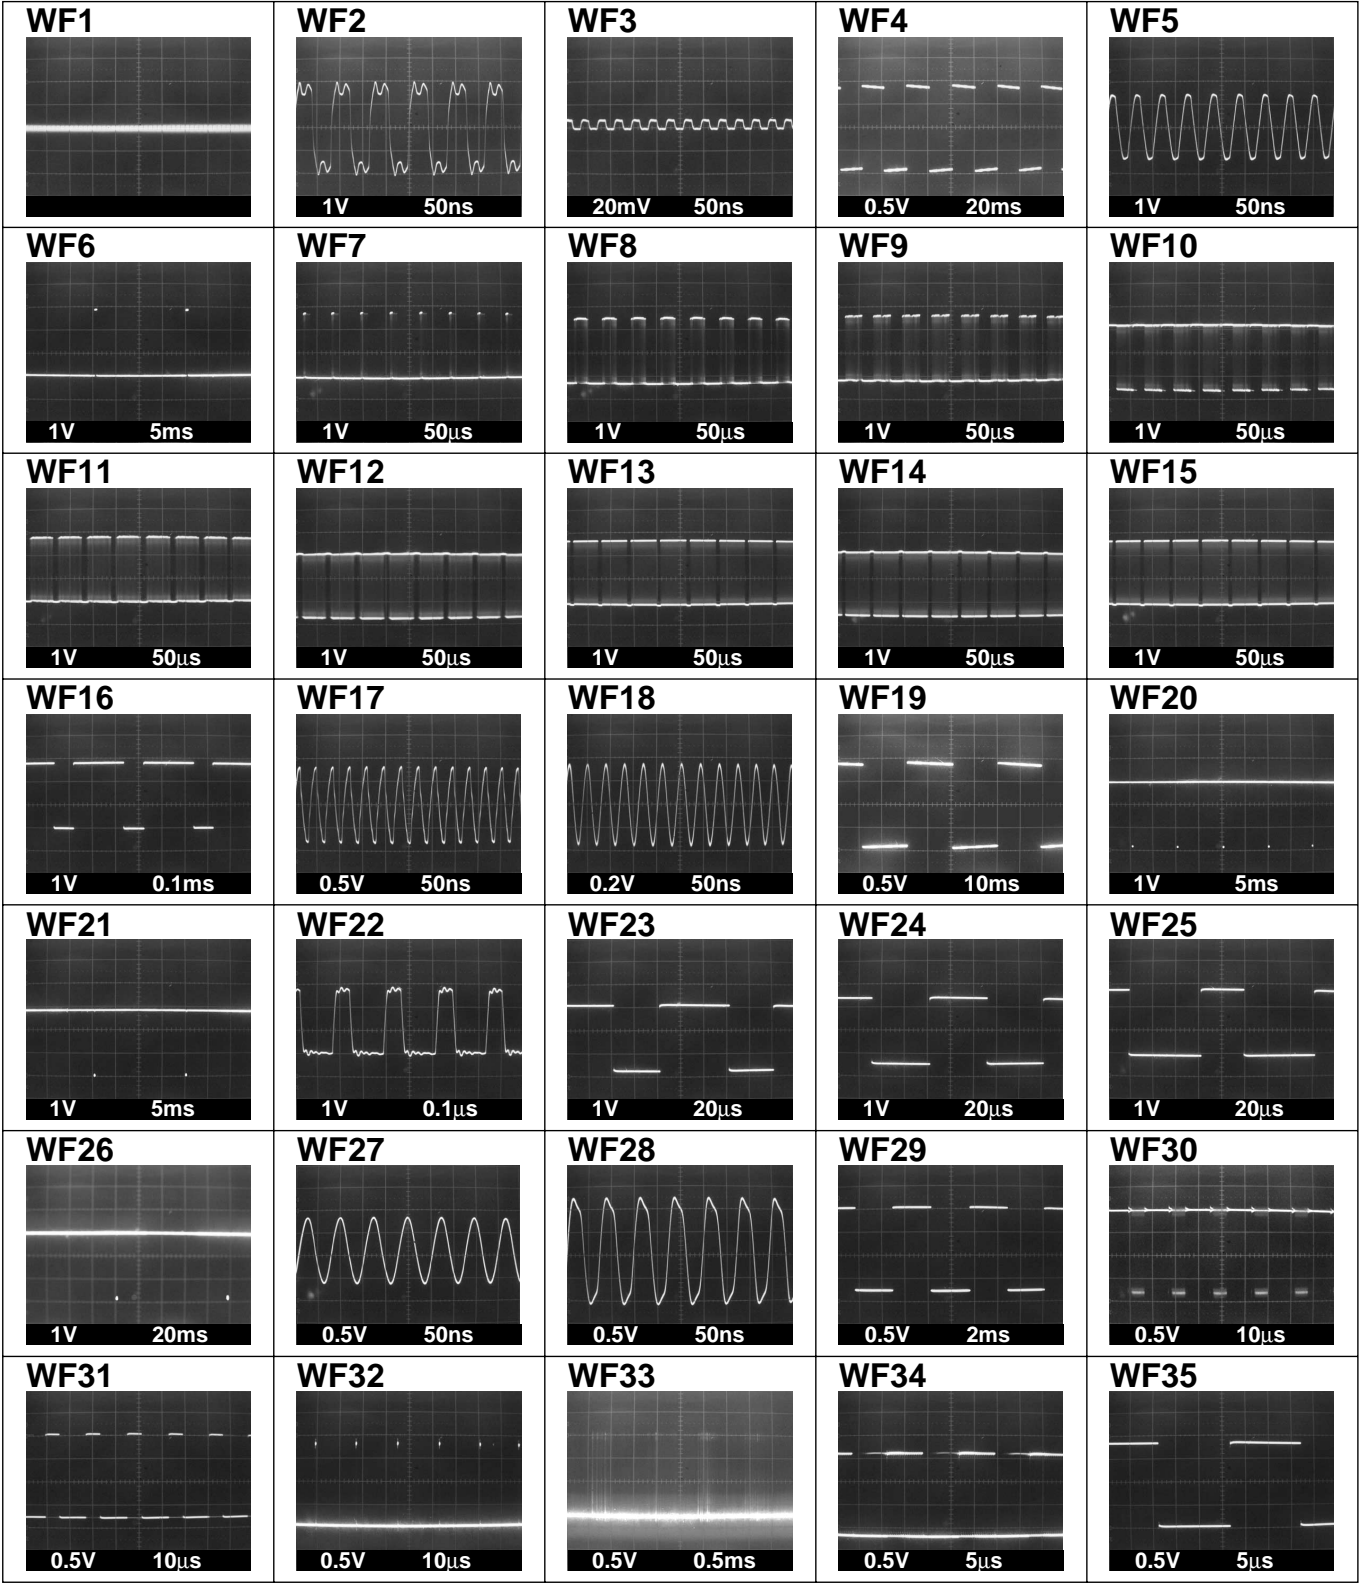 WF1 WF2 WF3 WF4 WF5
1V 50ns 20mV 50ns 0.5V 20ms 1V 50ns
WF6 WF7 WF8 WF9 WF10
1V 5ms 1V 50μs 1V 50μs 1V 50μs 1V 50μs
WF11 WF12 WF13 WF14 WF15
1V 50μs 1V 50μs 1V 50μs 1V 50μs 1V 50μs
WF16 WF17 WF18 WF19 WF20
1V 0.1ms 0.5V 50ns 0.2V 50ns 0.5V 10ms 1V 5ms
WF21 WF22 WF23 WF24 WF25
1V 5ms 1V 0.1μs 1V 20μs 1V 20μs 1V 20μs
WF26 WF27 WF28 WF29 WF30
1V 20ms 0.5V 50ns 0.5V 50ns 0.5V 2ms 0.5V 10μs
WF31 WF32 WF33 WF34 WF35
0.5V 10μs 0.5V 10μs 0.5V 0.5ms 0.5V 5μs 0.5V 5μs